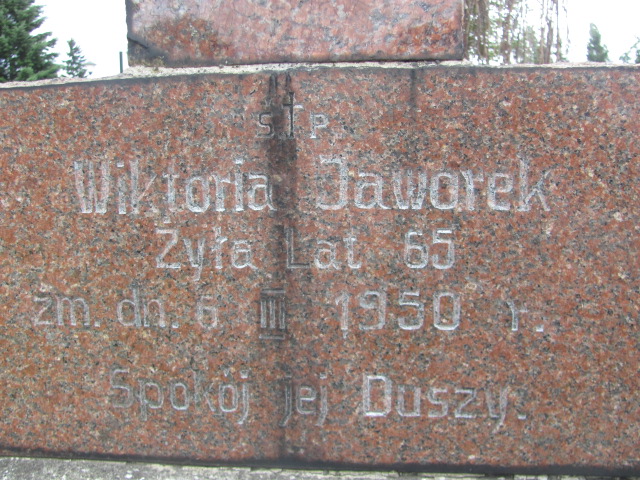 ś†p.
Wiktoria Jaworek
Żyła Lat 65
zm. dn. 6 III 1950 r.
Spokój jej Duszy.